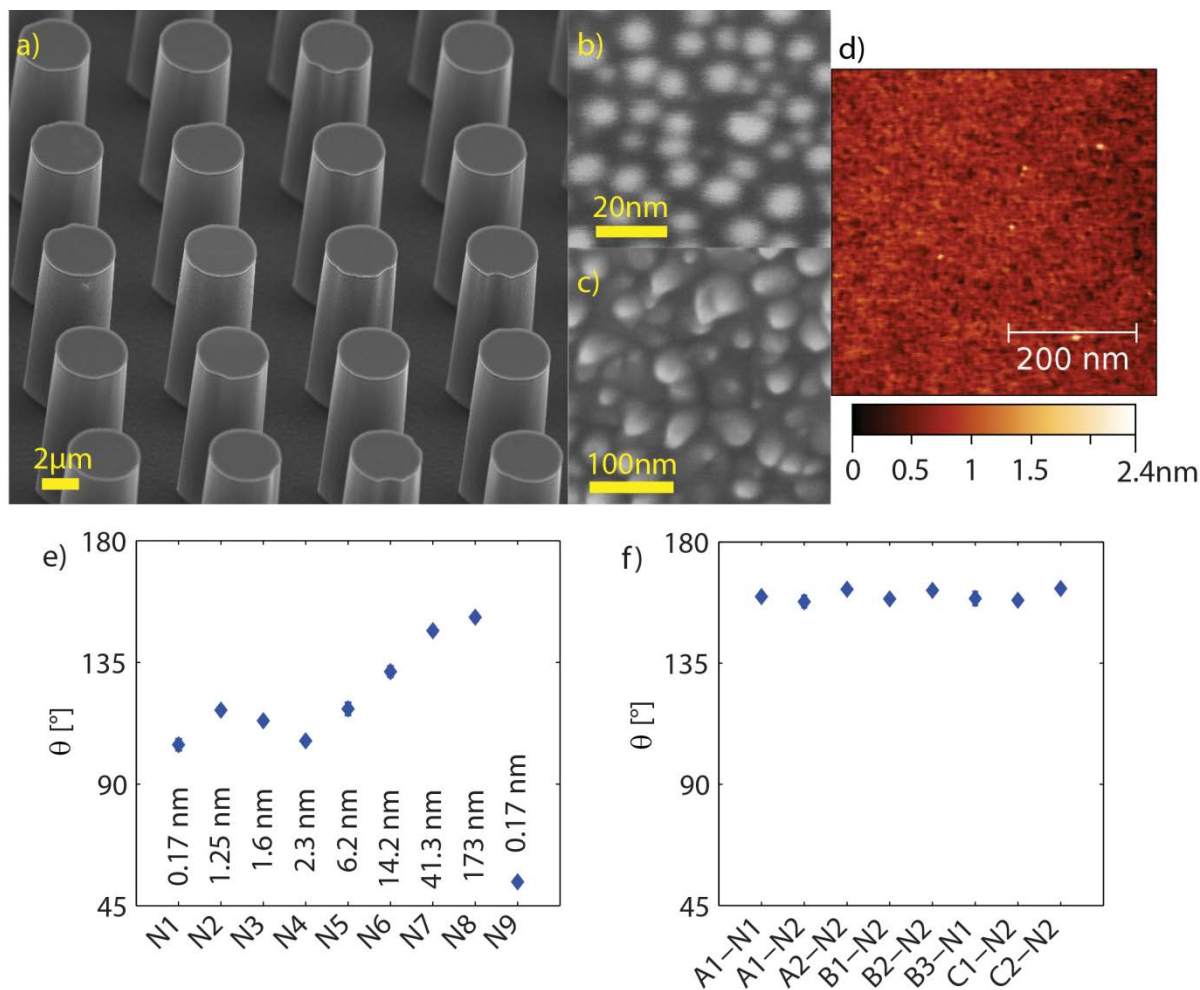 a)
2μm
b)
20nm
c)
100nm
d)
200 nm
0 0.5 1 1.5 2.4nm
e)
180
135
90
45
θ [°]
0.17 nm
1.25 nm
1.6 nm
2.3 nm
6.2 nm
14.2 nm
41.3 nm
173 nm
0.17 nm
N1 N2 N3 N4 N5 N6 N7 N8 N9
f)
180
135
90
45
θ [°]
A1–N1 A1–N2 A2–N2 B1–N2 B2–N2 B3–N1 C1–N2 C2–N2